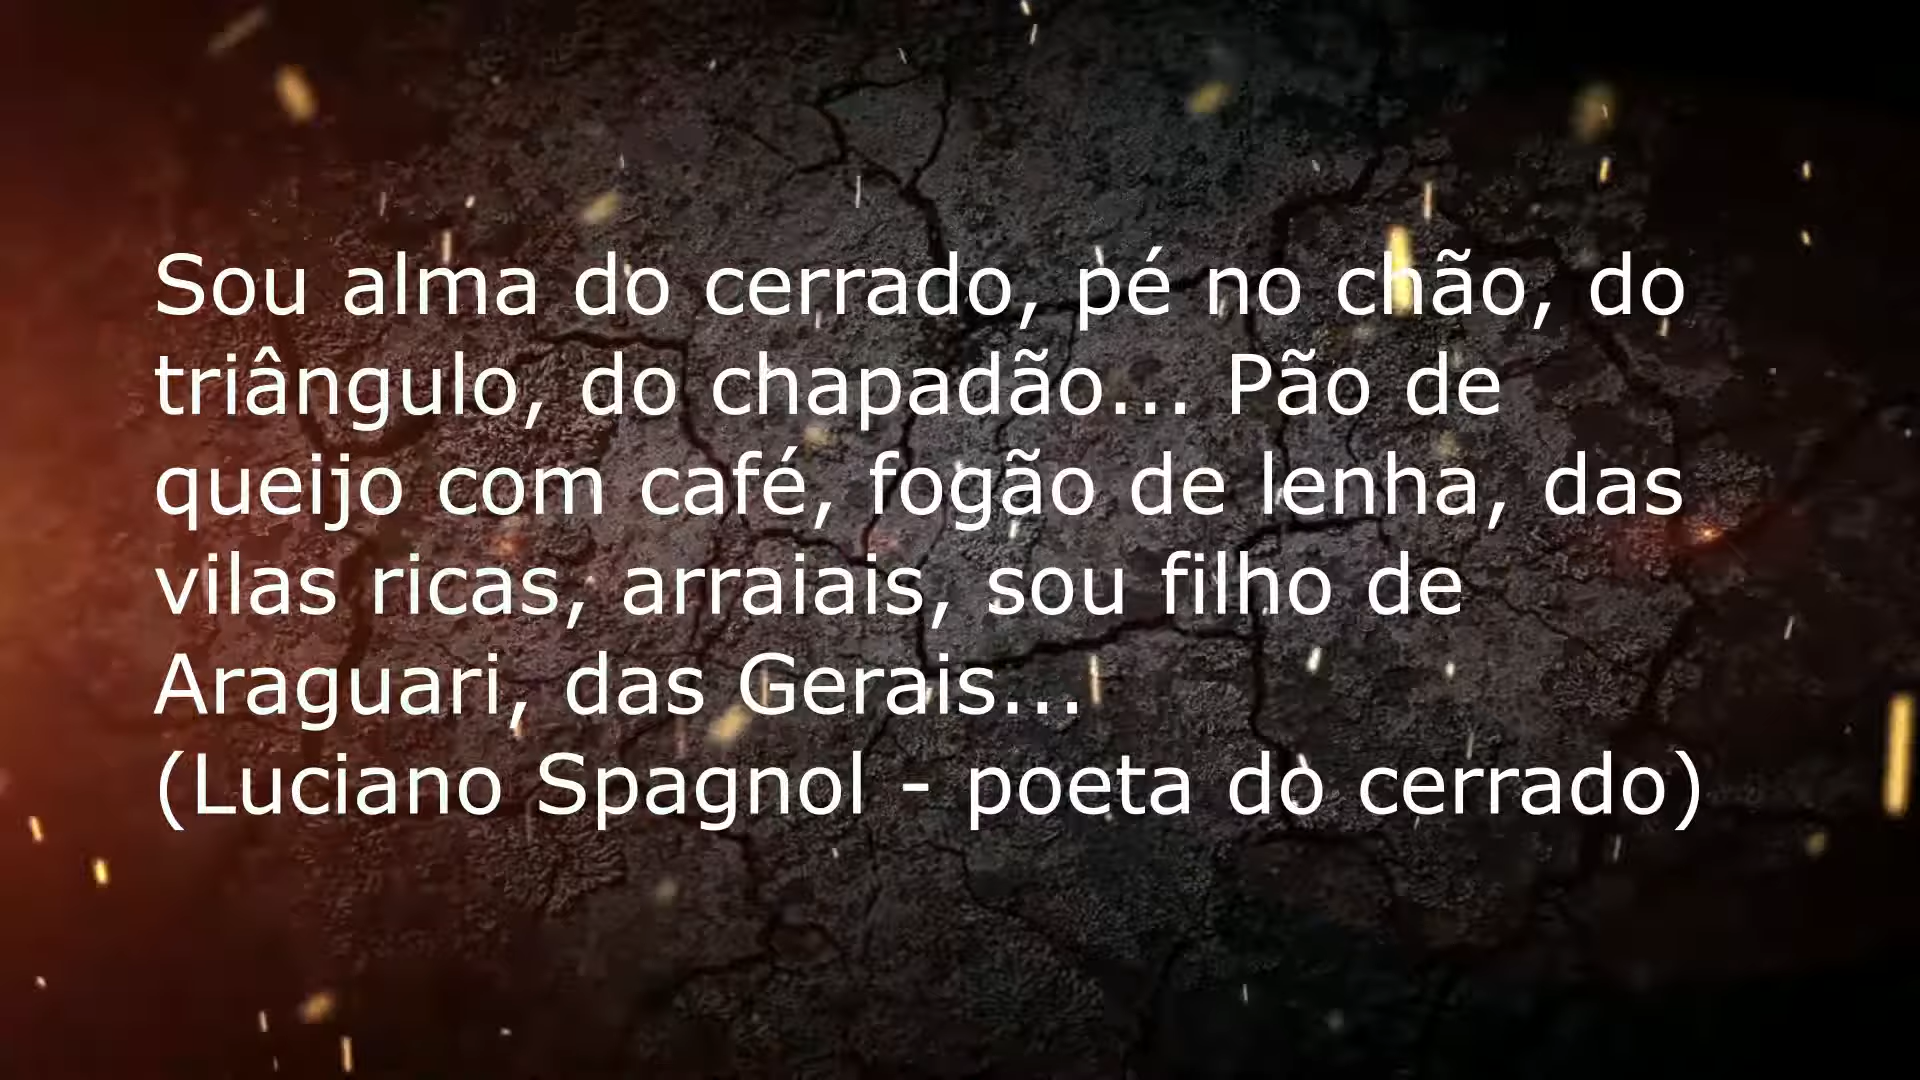 Sou alma do cerrado, pé no chão, do
triângulo, do chapadão... Pão de
queijo com café, fogão de lenha, das
vilas ricas, arraiais, sou filho de
Araguari, das Gerais...
(Luciano Spagnol - poeta do cerrado)